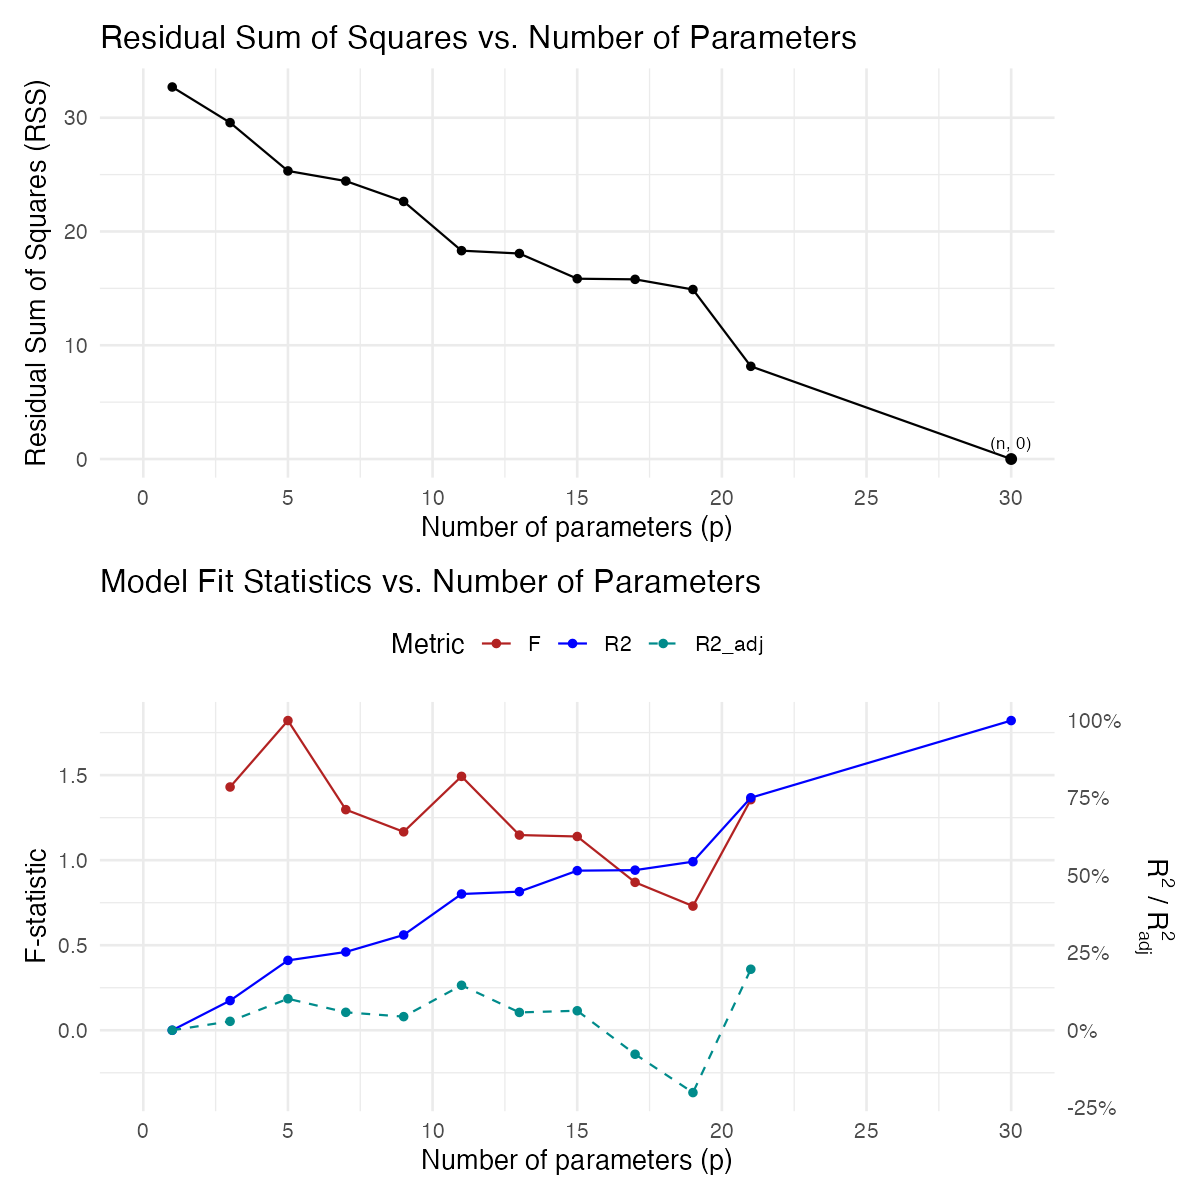 Residual Sum of Squares vs. Number of Parameters
Residual Sum of Squares (RSS)
30
20
10
0
(n, 0)
0 5 10 15 20 25 30
Number of parameters (p)
Model Fit Statistics vs. Number of Parameters
Metric F R2 R2_adj
F-statistic
1.5
1.0
0.5
0.0
100%
75%
50%
25%
0%
-25%
R² / R²adj
0 5 10 15 20 25 30
Number of parameters (p)